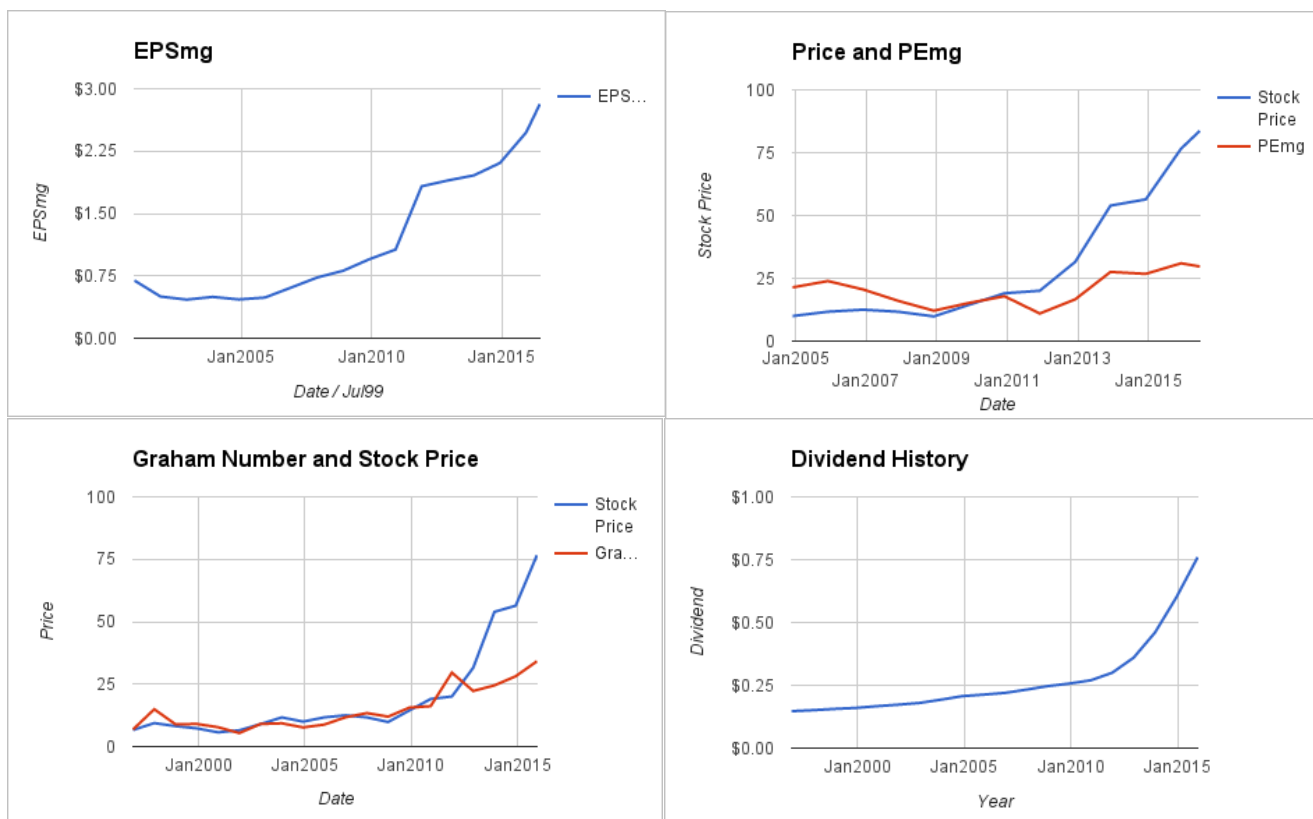 EPSmg
$3.00
$2.25
$1.50
$0.75
$0.00
EPSmg
Jan2005
Jan2010
Jan2015
Date / Jul99
EPS…
Price and PEmg
100
75
50
25
0
Stock Price
Jan2005
Jan2009
Jan2013
Jan2007
Jan2011
Jan2015
Date
Stock
Price
PEmg
Graham Number and Stock Price
100
75
50
25
0
Price
Jan2000
Jan2005
Jan2010
Jan2015
Date
Stock
Price
Gra…
Dividend History
$1.00
$0.75
$0.50
$0.25
$0.00
Dividend
Jan2000
Jan2005
Jan2010
Jan2015
Year